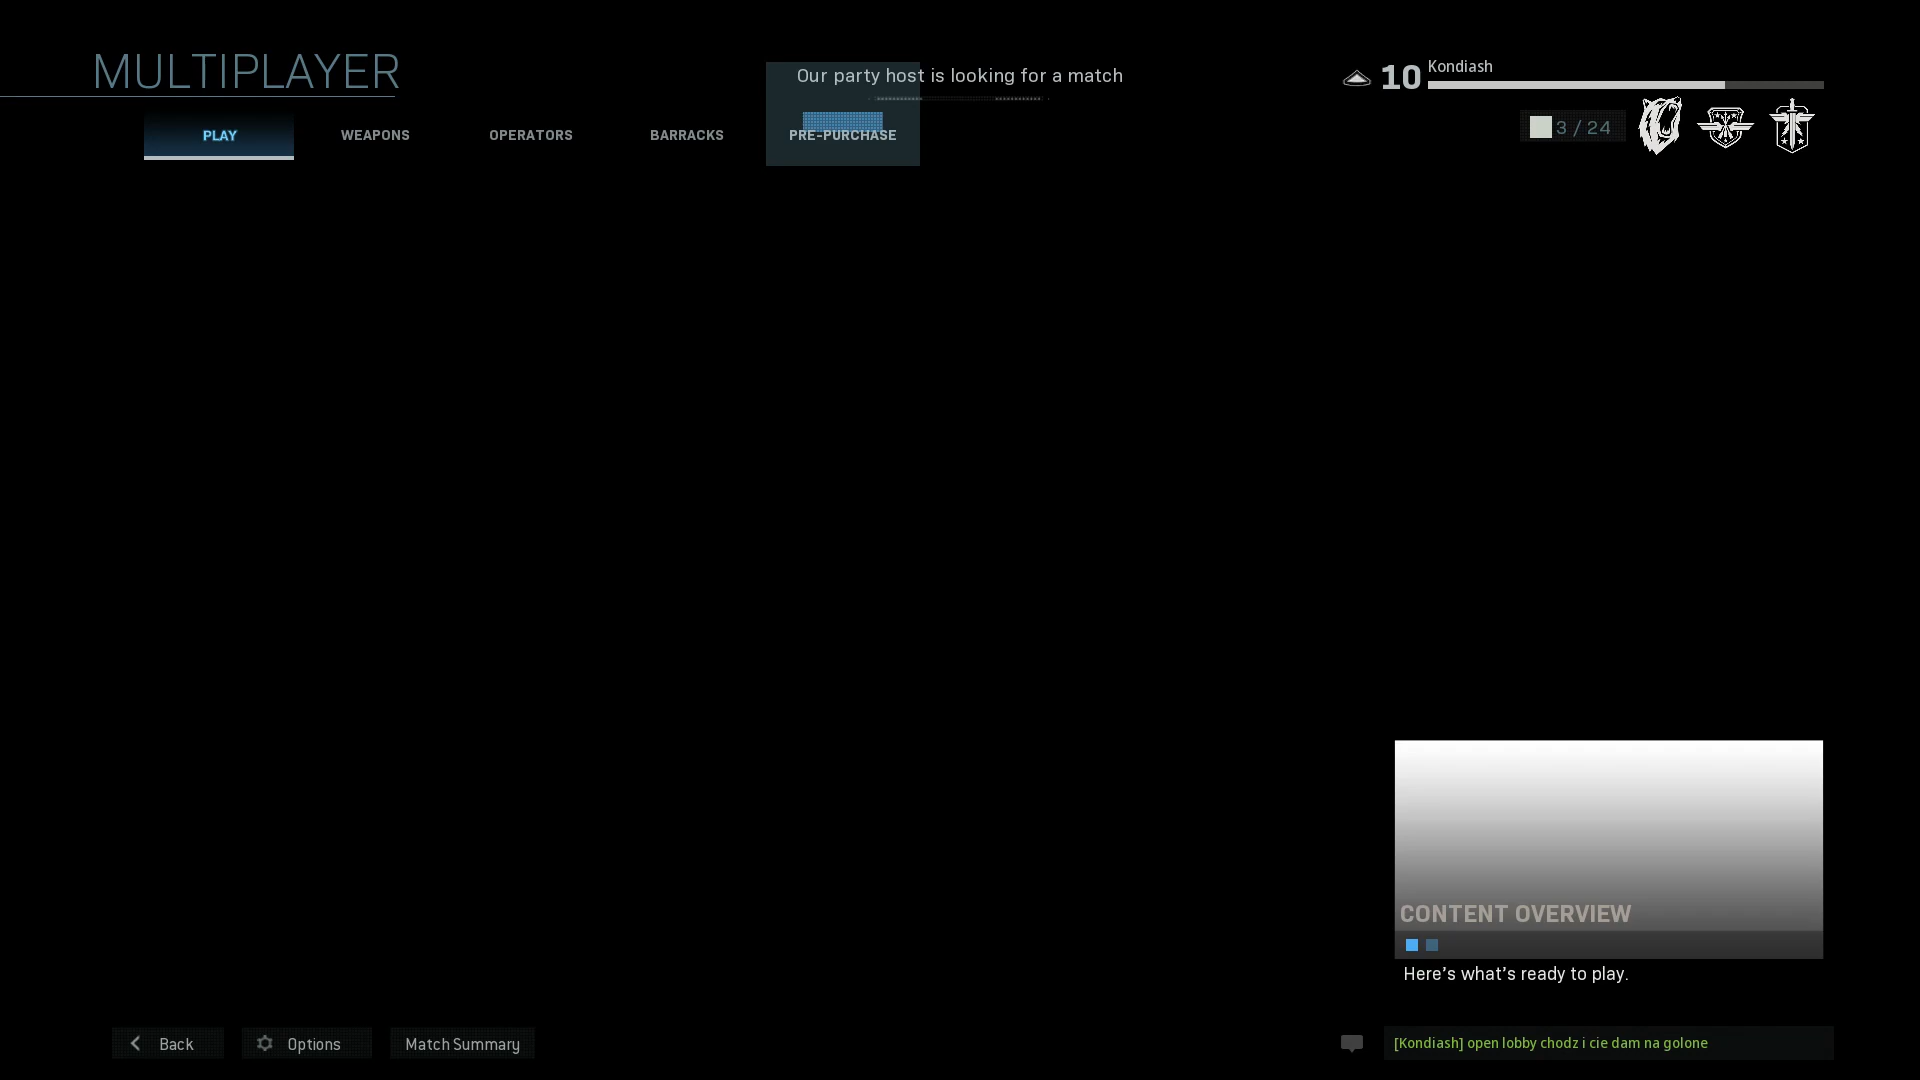 MULTIPLAYER
Our party host is looking for a match
10
Kondiash
PLAY
WEAPONS
OPERATORS
BARRACKS
PRE-PURCHASE
3 / 24
CONTENT OVERVIEW
Here's what's ready to play.
Back
Options
Match Summary
[Kondiash] open lobby chodz i cie dam na golone